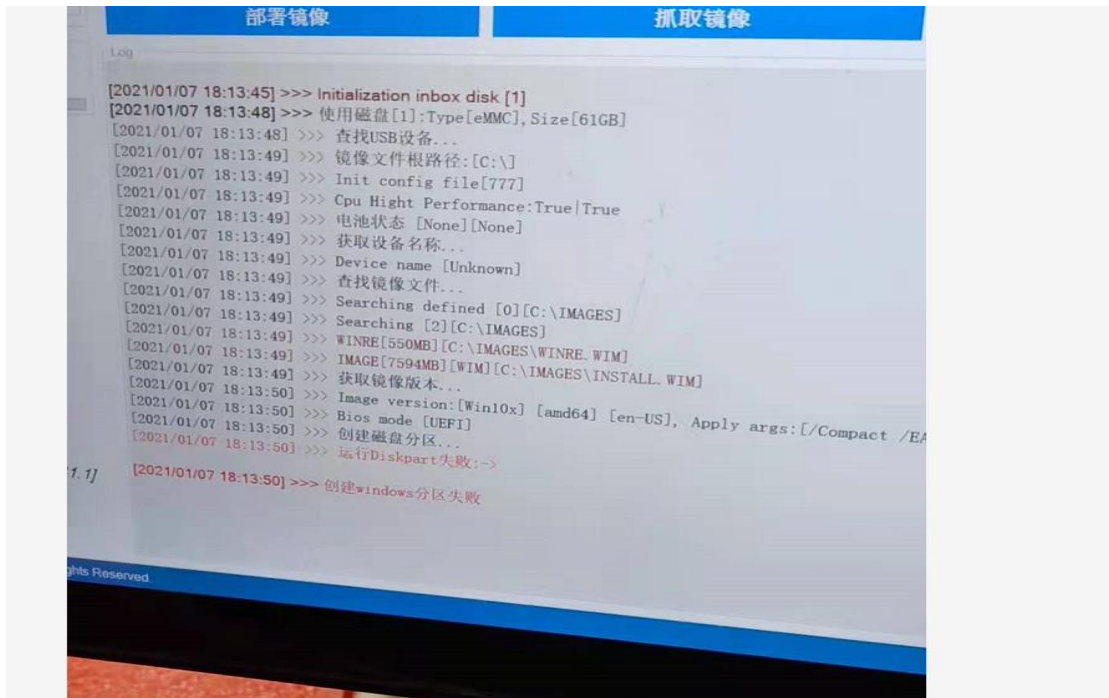 部署镜像
抓取镜像
Log
[2021/01/07 18:13:45] >>> Initialization inbox disk [1]
[2021/01/07 18:13:48] >>> 使用磁盘[1]:Type[eMMC],Size[61GB]
[2021/01/07 18:13:48] >>> 查找USB设备...
[2021/01/07 18:13:49] >>> 镜像文件根路径:[C:\]
[2021/01/07 18:13:49] >>> Init config file[777]
[2021/01/07 18:13:49] >>> Cpu Hight Performance:True|True
[2021/01/07 18:13:49] >>> 电池状态 [None][None]
[2021/01/07 18:13:49] >>> 获取设备名称...
[2021/01/07 18:13:49] >>> Device name [Unknown]
[2021/01/07 18:13:49] >>> 查找镜像文件...
[2021/01/07 18:13:49] >>> Searching defined [0][C:\IMAGES]
[2021/01/07 18:13:49] >>> Searching [2][C:\IMAGES]
[2021/01/07 18:13:49] >>> WINRE[550MB][C:\IMAGES\WINRE.WIM]
[2021/01/07 18:13:49] >>> IMAGE[7594MB][WIM][C:\IMAGES\INSTALL.WIM]
[2021/01/07 18:13:49] >>> 获取镜像版本...
[2021/01/07 18:13:50] >>> Image version:[Win10x] [amd64] [en-US], Apply args:[/Compact /EA
[2021/01/07 18:13:50] >>> Bios mode [UEFI]
[2021/01/07 18:13:50] >>> 创建磁盘分区...
[2021/01/07 18:13:50] >>> 运行Diskpart失败:->
1.1]
[2021/01/07 18:13:50] >>> 创建windows分区失败
ghts Reserved